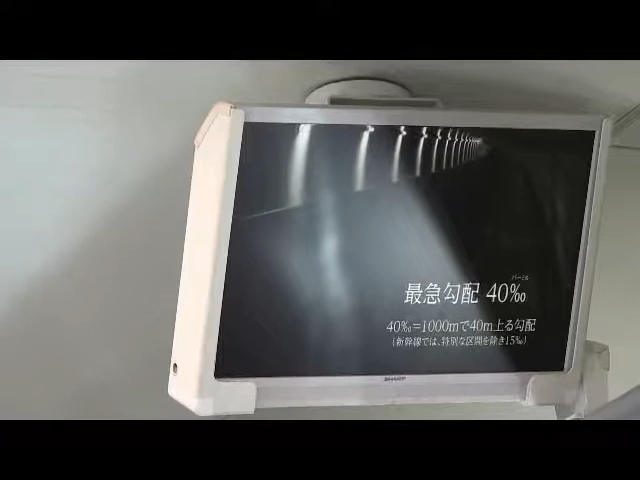 パーミル
最急勾配 40‰
40‰=1000mで40m上る勾配
(新幹線では、特別な区間を除き15‰)
SHARP